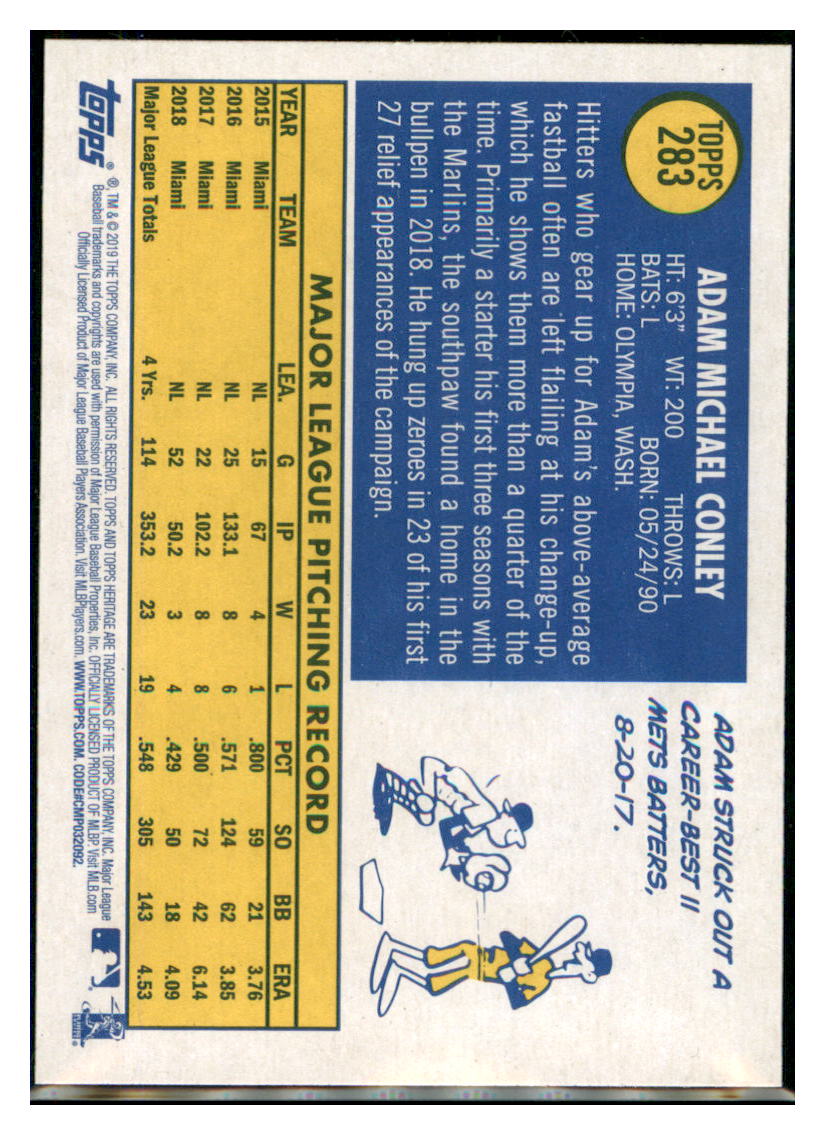 TOPPS
283
ADAM MICHAEL CONLEY
HT: 6'3" WT: 200 THROWS: L
BATS: L BORN: 05/24/90
HOME: OLYMPIA, WASH.
Hitters who gear up for Adam's above-average
fastball often are left flailing at his change-up,
which he shows them more than a quarter of the
time. Primarily a starter his first three seasons with
the Marlins, the southpaw found a home in the
bullpen in 2018. He hung up zeroes in 23 of his first
27 relief appearances of the campaign.
ADAM STRUCK OUT A
CAREER-BEST 11
METS BATTERS,
8-20-17.
MAJOR LEAGUE PITCHING RECORD
YEAR TEAM LEA. G IP W L PCT SO BB ERA
2015 Miami NL 15 67 4 1 .800 59 21 3.76
2016 Miami NL 25 133.1 8 6 .571 124 62 3.85
2017 Miami NL 22 102.2 8 8 .500 72 42 6.14
2018 Miami NL 52 50.2 3 4 .429 50 18 4.09
Major League Totals 4 Yrs. 114 353.2 23 19 .548 305 143 4.53
topps
®, TM & © 2019 THE TOPPS COMPANY, INC. ALL RIGHTS RESERVED. TOPPS AND TOPPS HERITAGE ARE TRADEMARKS OF THE TOPPS COMPANY, INC. Major League
Baseball trademarks and copyrights are used with permission of Major League Baseball Properties, Inc. OFFICIALLY LICENSED PRODUCT OF MLBP. Visit MLB.com
Officially Licensed Product of Major League Baseball Players Association. Visit MLBPlayers.com. WWW.TOPPS.COM. CODE#CMP032092.